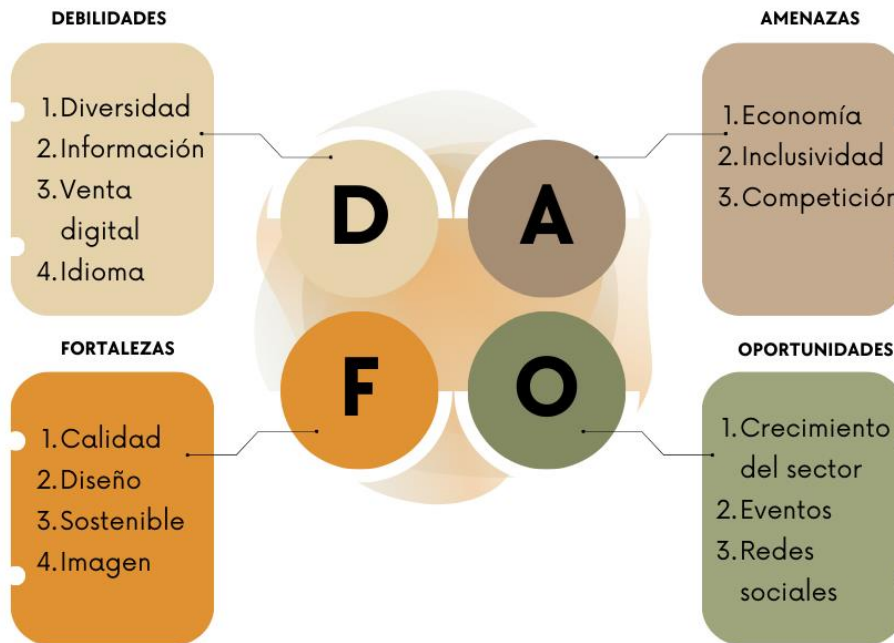 DEBILIDADES
1. Diversidad
2. Información
3. Venta
digital
4. Idioma
AMENAZAS
1. Economía
2. Inclusividad
3. Competición
D
A
F
O
FORTALEZAS
1. Calidad
2. Diseño
3. Sostenible
4. Imagen
OPORTUNIDADES
1. Crecimiento
del sector
2. Eventos
3. Redes
sociales